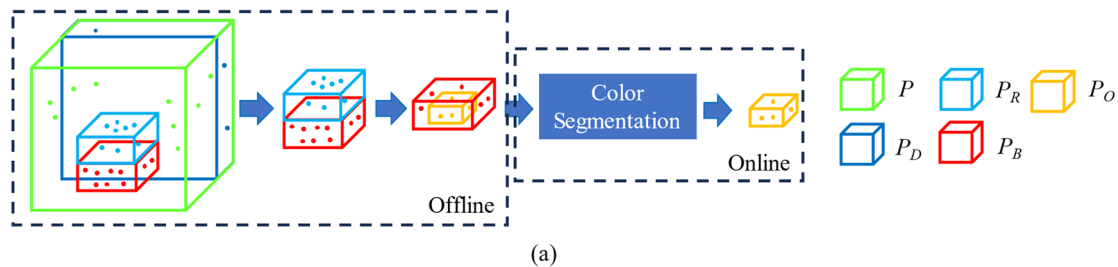 Color
Segmentation
Offline
Online
P
P_R
P_O
P_D
P_B
(a)